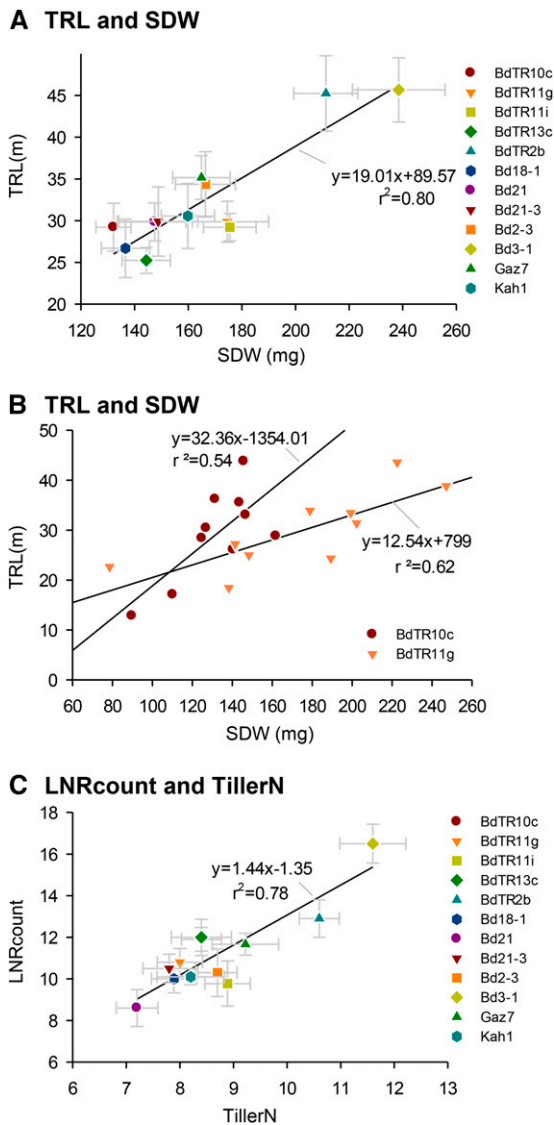 A TRL and SDW
TRL(m)
45
40
35
30
25
20
y=19.01x+89.57
r²=0.80
120 140 160 180 200 220 240 260
SDW (mg)
BdTR10c
BdTR11g
BdTR11i
BdTR13c
BdTR2b
Bd18-1
Bd21
Bd21-3
Bd2-3
Bd3-1
Gaz7
Kah1
B TRL and SDW
TRL(m)
50
40
30
20
10
0
y=32.36x-1354.01
r ²=0.54
y=12.54x+799
r ²=0.62
BdTR10c
BdTR11g
60 80 100 120 140 160 180 200 220 240 260
SDW (mg)
C LNRcount and TillerN
LNRcount
18
16
14
12
10
8
6
y=1.44x-1.35
r²=0.78
6 7 8 9 10 11 12 13
TillerN
BdTR10c
BdTR11g
BdTR11i
BdTR13c
BdTR2b
Bd18-1
Bd21
Bd21-3
Bd2-3
Bd3-1
Gaz7
Kah1